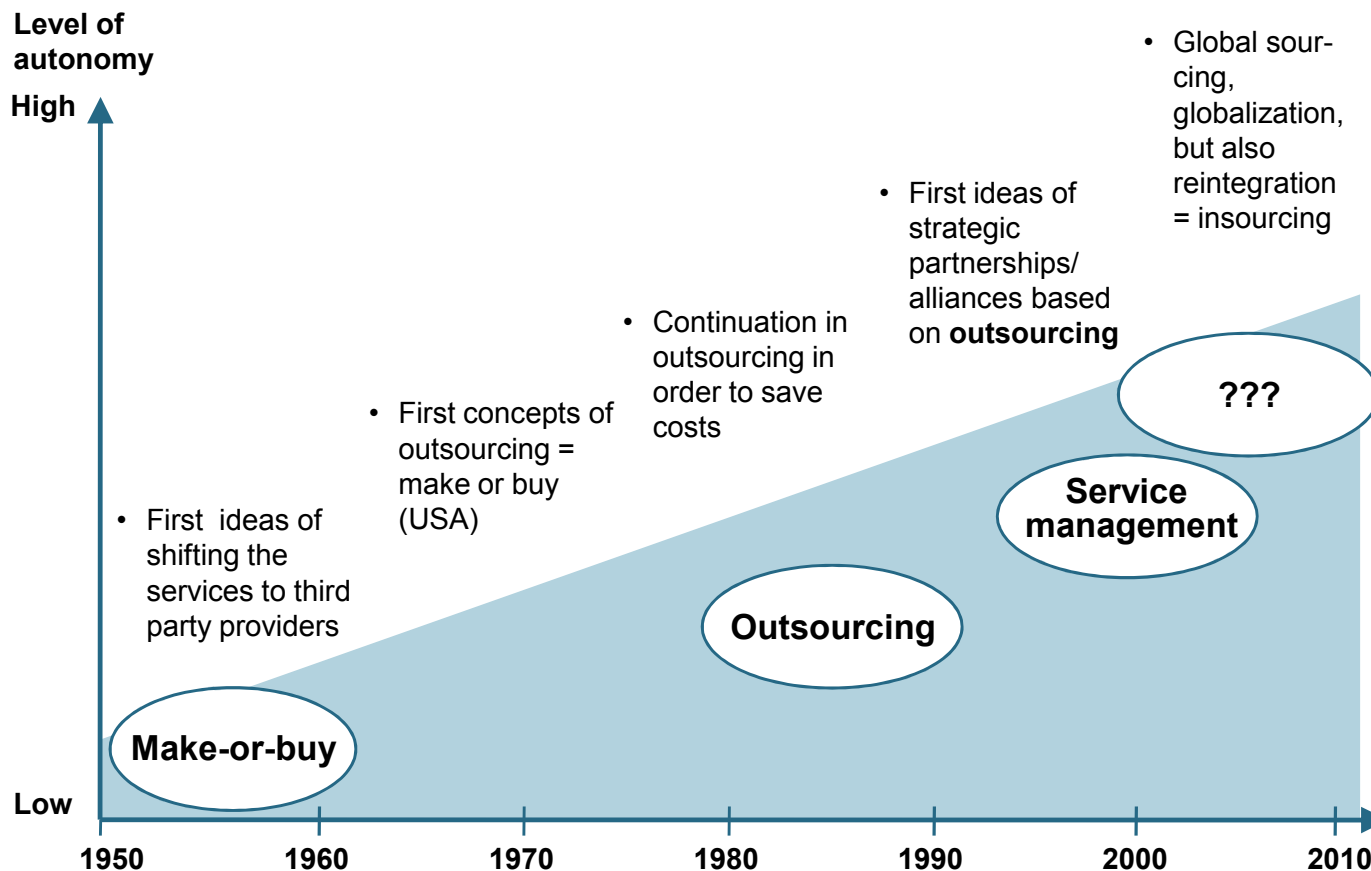 Level of
autonomy
High
• Global sour-
cing,
globalization,
but also
reintegration
= insourcing
• First ideas of
strategic
partnerships/
alliances based
on outsourcing
• Continuation in
outsourcing in
order to save
costs
• First concepts of
outsourcing =
make or buy
(USA)
• First ideas of
shifting the
services to third
party providers
???
Service
management
Outsourcing
Make-or-buy
Low
1950 1960 1970 1980 1990 2000 2010